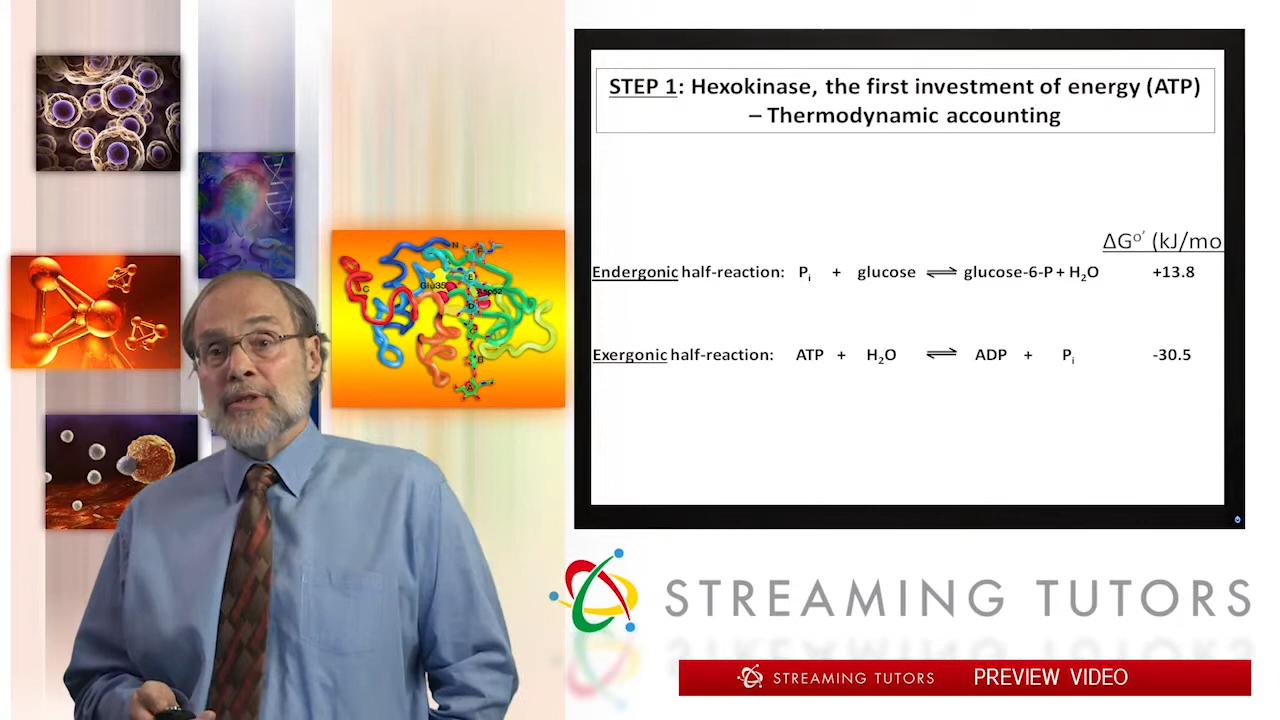 STEP 1: Hexokinase, the first investment of energy (ATP)
– Thermodynamic accounting
ΔG°′ (kJ/mo
Endergonic half-reaction: Pᵢ + glucose ⇌ glucose-6-P + H₂O +13.8
Exergonic half-reaction: ATP + H₂O ⇌ ADP + Pᵢ -30.5
N
C
Glu35
Asp52
E
D
B
A
STREAMING TUTORS
STREAMING TUTORS PREVIEW VIDEO